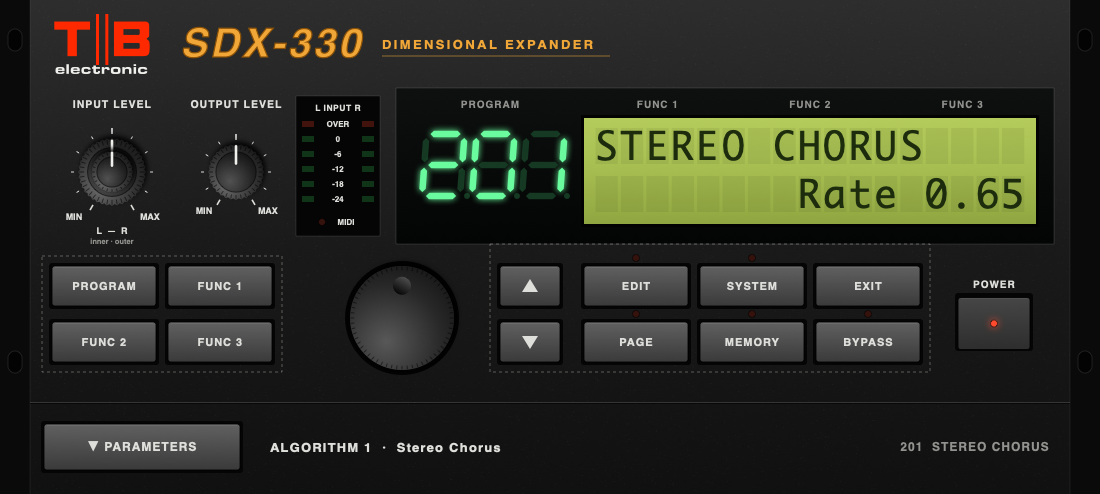 TB
electronic
SDX-330
DIMENSIONAL EXPANDER
INPUT LEVEL
OUTPUT LEVEL
MIN
MAX
L — R
inner · outer
MIN
MAX
L INPUT R
OVER
0
-6
-12
-18
-24
MIDI
PROGRAM
FUNC 1
FUNC 2
FUNC 3
201
STEREO CHORUS
Rate 0.65
PROGRAM
FUNC 1
FUNC 2
FUNC 3
▲
▼
EDIT
SYSTEM
EXIT
PAGE
MEMORY
BYPASS
POWER
▼ PARAMETERS
ALGORITHM 1 · Stereo Chorus
201 STEREO CHORUS